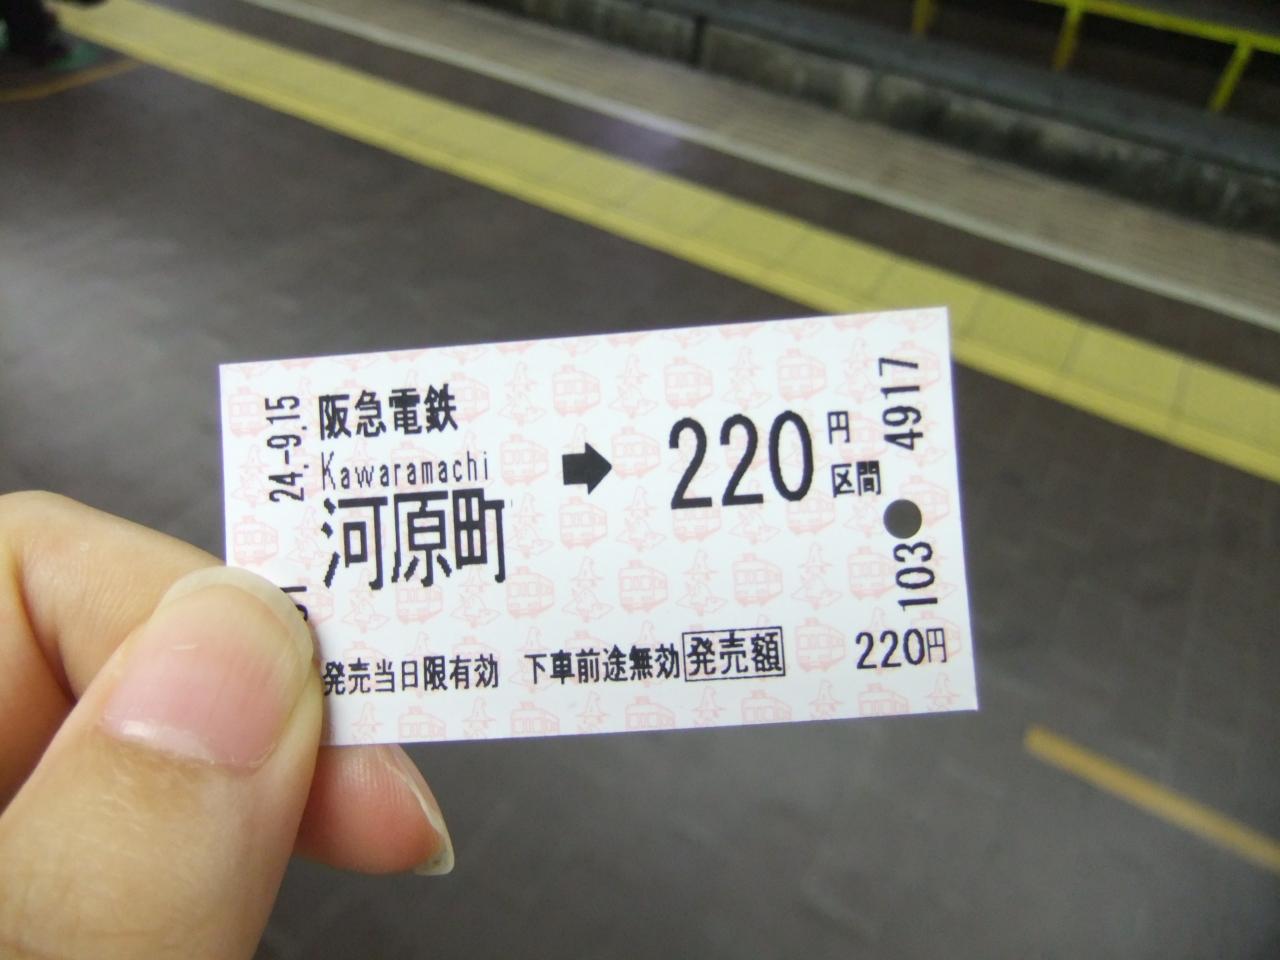 24.-9.15
阪急電鉄
Kawaramachi
河原町
➡ 220円区間
4917
103
発売当日限有効 下車前途無効 発売額 220円